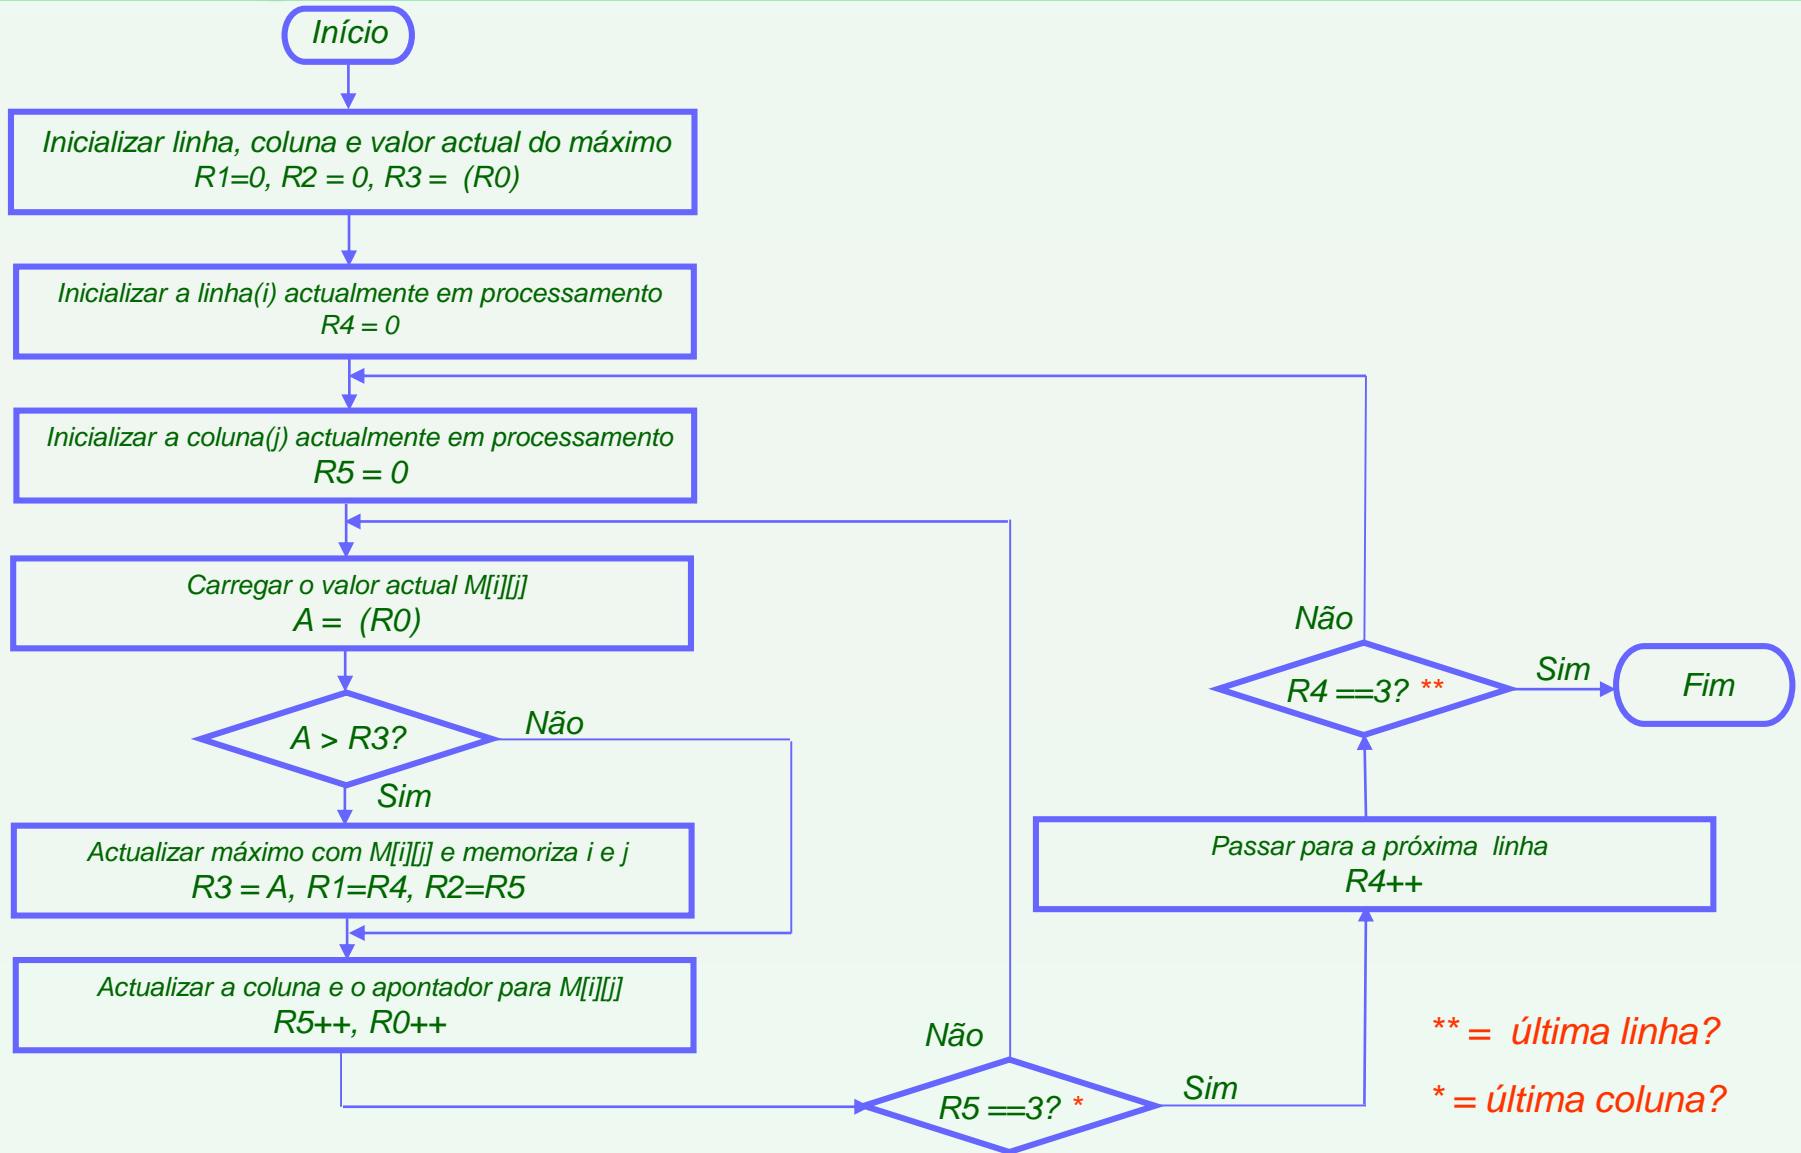 Início
Inicializar linha, coluna e valor actual do máximo
R1=0, R2 = 0, R3 = (R0)
Inicializar a linha(i) actualmente em processamento
R4 = 0
Inicializar a coluna(j) actualmente em processamento
R5 = 0
Carregar o valor actual M[i][j]
A = (R0)
A > R3?
Não
Sim
Actualizar máximo com M[i][j] e memoriza i e j
R3 = A, R1=R4, R2=R5
Actualizar a coluna e o apontador para M[i][j]
R5++, R0++
R5 ==3? *
Não
Sim
Passar para a próxima linha
R4++
R4 ==3? **
Não
Sim
Fim
** = última linha?
* = última coluna?